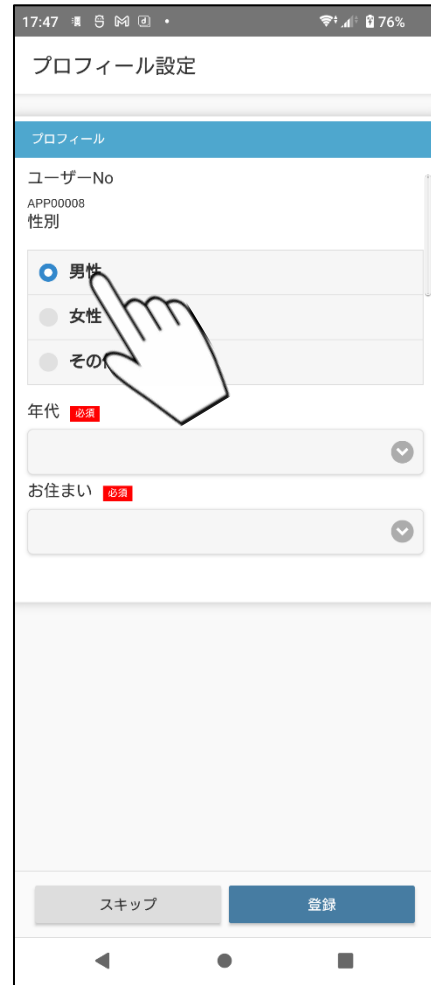 17:47 76%
プロフィール設定
プロフィール
ユーザーNo
APP00008
性別
男性
女性
その
年代 必須
お住まい 必須
スキップ 登録